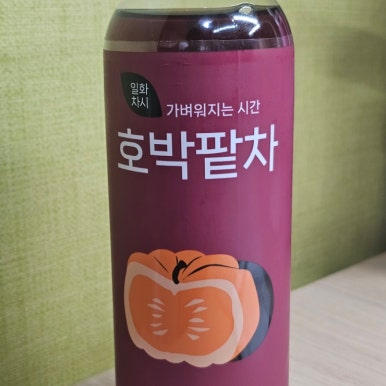 일화
차시
가벼워지는 시간
호박팥차